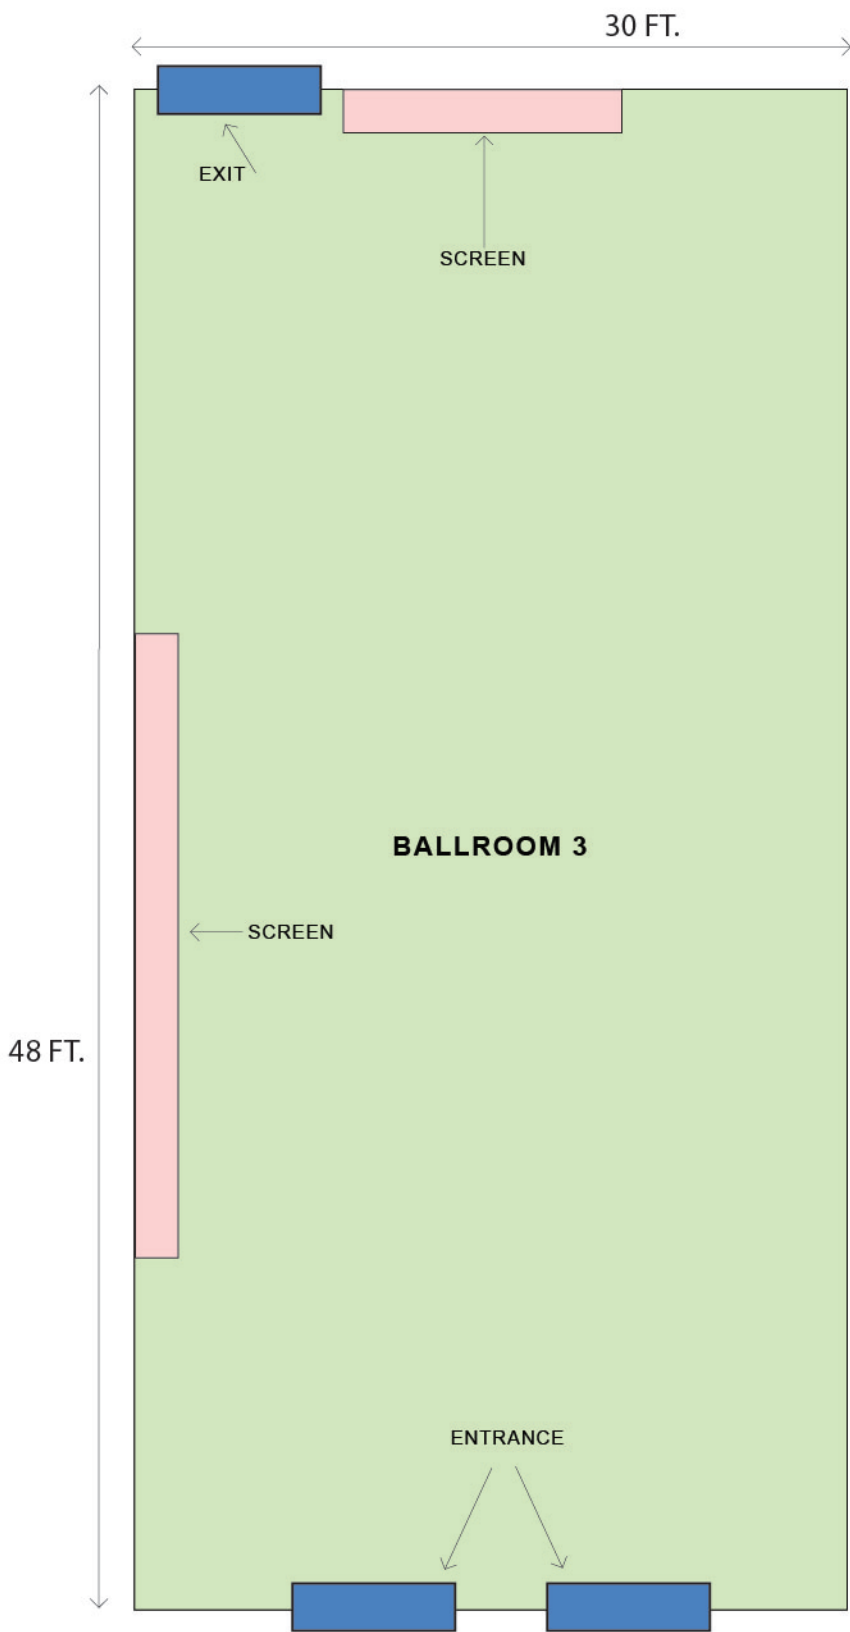 30 FT.
EXIT
SCREEN
BALLROOM 3
SCREEN
48 FT.
ENTRANCE